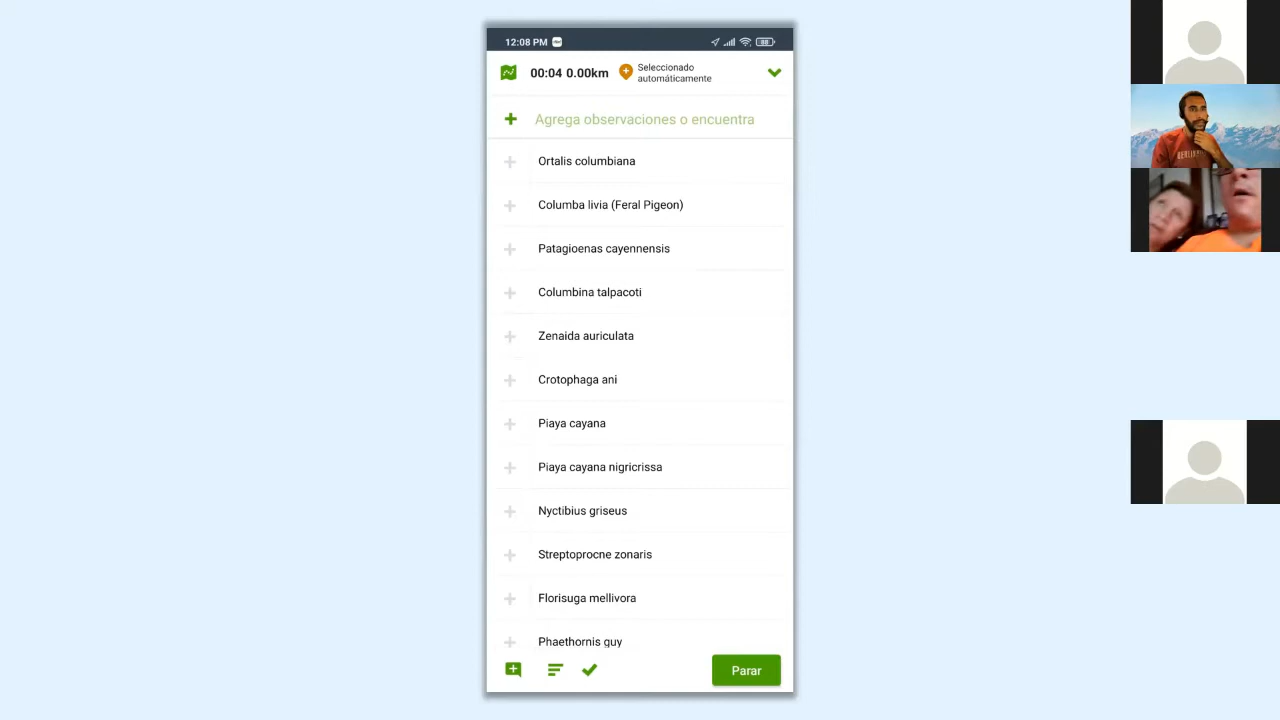 12:08 PM
88
00:04 0.00km
Seleccionado
automáticamente
Agrega observaciones o encuentra
Ortalis columbiana
Columba livia (Feral Pigeon)
Patagioenas cayennensis
Columbina talpacoti
Zenaida auriculata
Crotophaga ani
Piaya cayana
Piaya cayana nigricrissa
Nyctibius griseus
Streptoprocne zonaris
Florisuga mellivora
Phaethornis guy
Parar